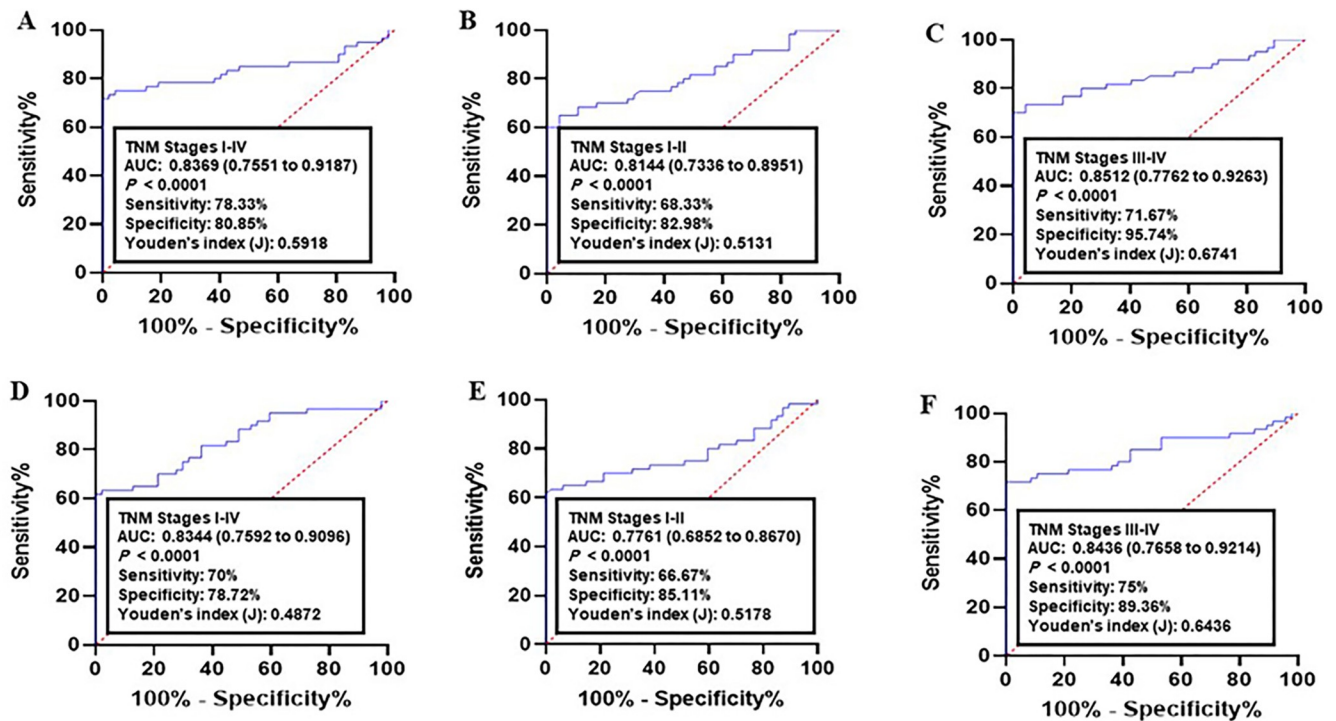 A
100
80
60
40
20
0
Sensitivity%
TNM Stages I-IV
AUC: 0.8369 (0.7551 to 0.9187)
P < 0.0001
Sensitivity: 78.33%
Specificity: 80.85%
Youden's index (J): 0.5918
0 20 40 60 80 100
100% - Specificity%
B
100
80
60
40
20
0
Sensitivity%
TNM Stages I-II
AUC: 0.8144 (0.7336 to 0.8951)
P < 0.0001
Sensitivity: 68.33%
Specificity: 82.98%
Youden's index (J): 0.5131
0 20 40 60 80 100
100% - Specificity%
C
100
80
60
40
20
0
Sensitivity%
TNM Stages III-IV
AUC: 0.8512 (0.7762 to 0.9263)
P < 0.0001
Sensitivity: 71.67%
Specificity: 95.74%
Youden's index (J): 0.6741
0 20 40 60 80 100
100% - Specificity%
D
100
80
60
40
20
0
Sensitivity%
TNM Stages I-IV
AUC: 0.8344 (0.7592 to 0.9096)
P < 0.0001
Sensitivity: 70%
Specificity: 78.72%
Youden's index (J): 0.4872
0 20 40 60 80 100
100% - Specificity%
E
100
80
60
40
20
0
Sensitivity%
TNM Stages I-II
AUC: 0.7761 (0.6852 to 0.8670)
P < 0.0001
Sensitivity: 66.67%
Specificity: 85.11%
Youden's index (J): 0.5178
0 20 40 60 80 100
100% - Specificity%
F
100
80
60
40
20
0
Sensitivity%
TNM Stages III-IV
AUC: 0.8436 (0.7658 to 0.9214)
P < 0.0001
Sensitivity: 75%
Specificity: 89.36%
Youden's index (J): 0.6436
0 20 40 60 80 100
100% - Specificity%